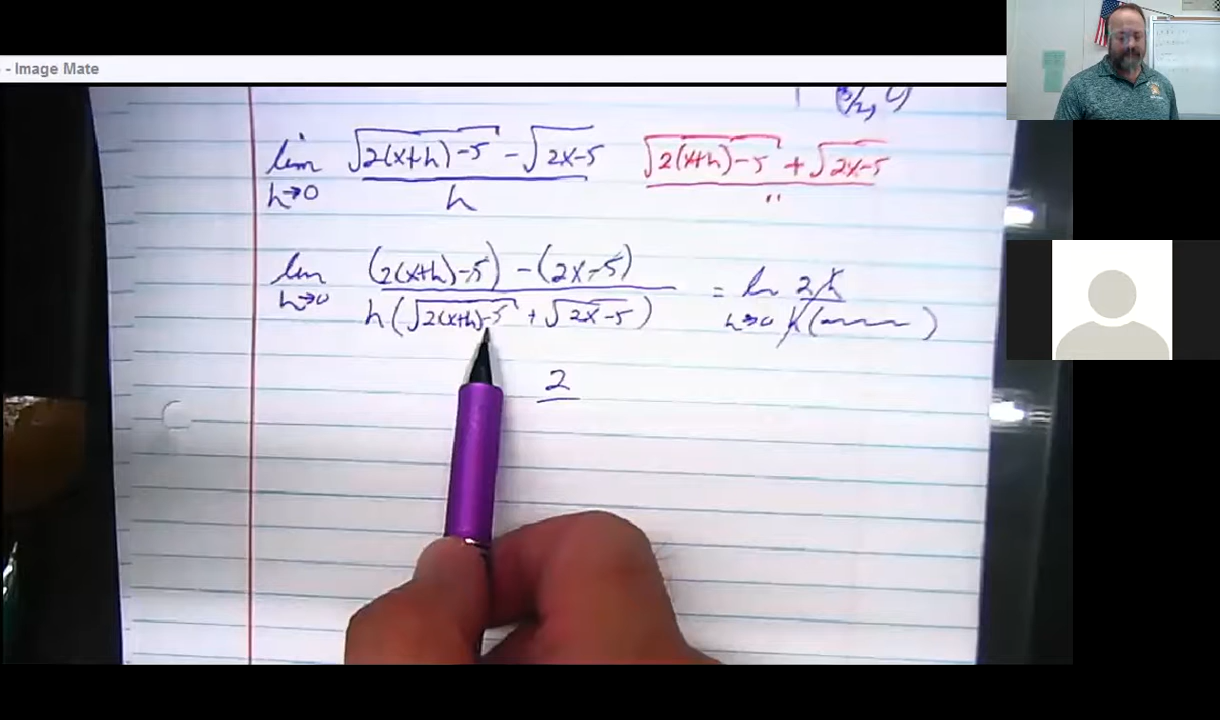 - Image Mate
lim h→0 √(2(x+h)-5) - √(2x-5) / h √(2(x+h)-5) + √(2x-5) / "
lim h→0 (2(x+h)-5) - (2x-5) / h(√(2(x+h)-5) + √(2x-5)) = lim h→0 2h / h( )
2